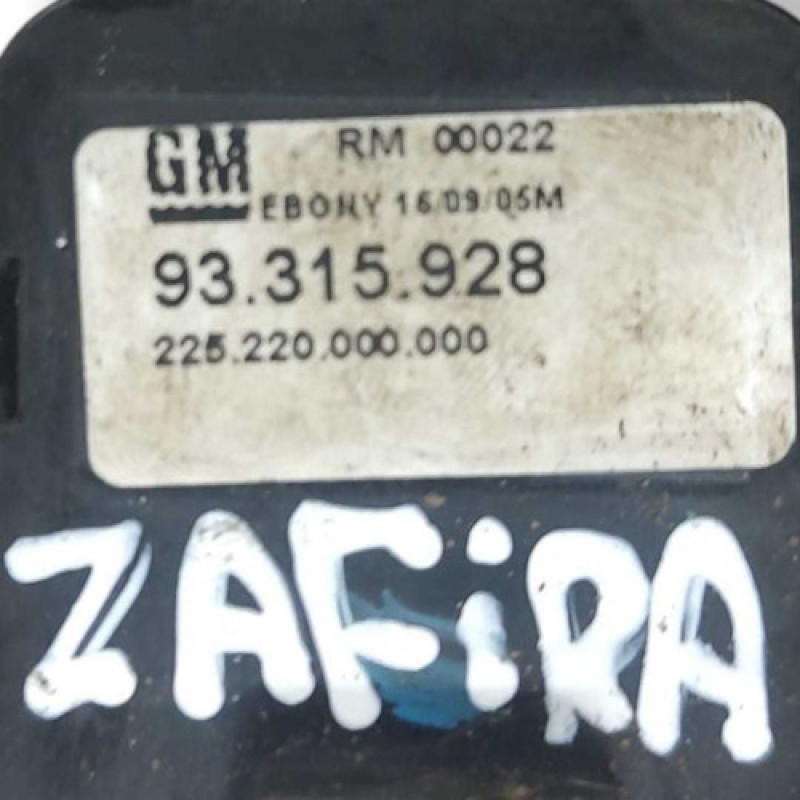 GM RM 00022
EBONY 16/09/05M
93.315.928
225.220.000.000
ZAFiRA